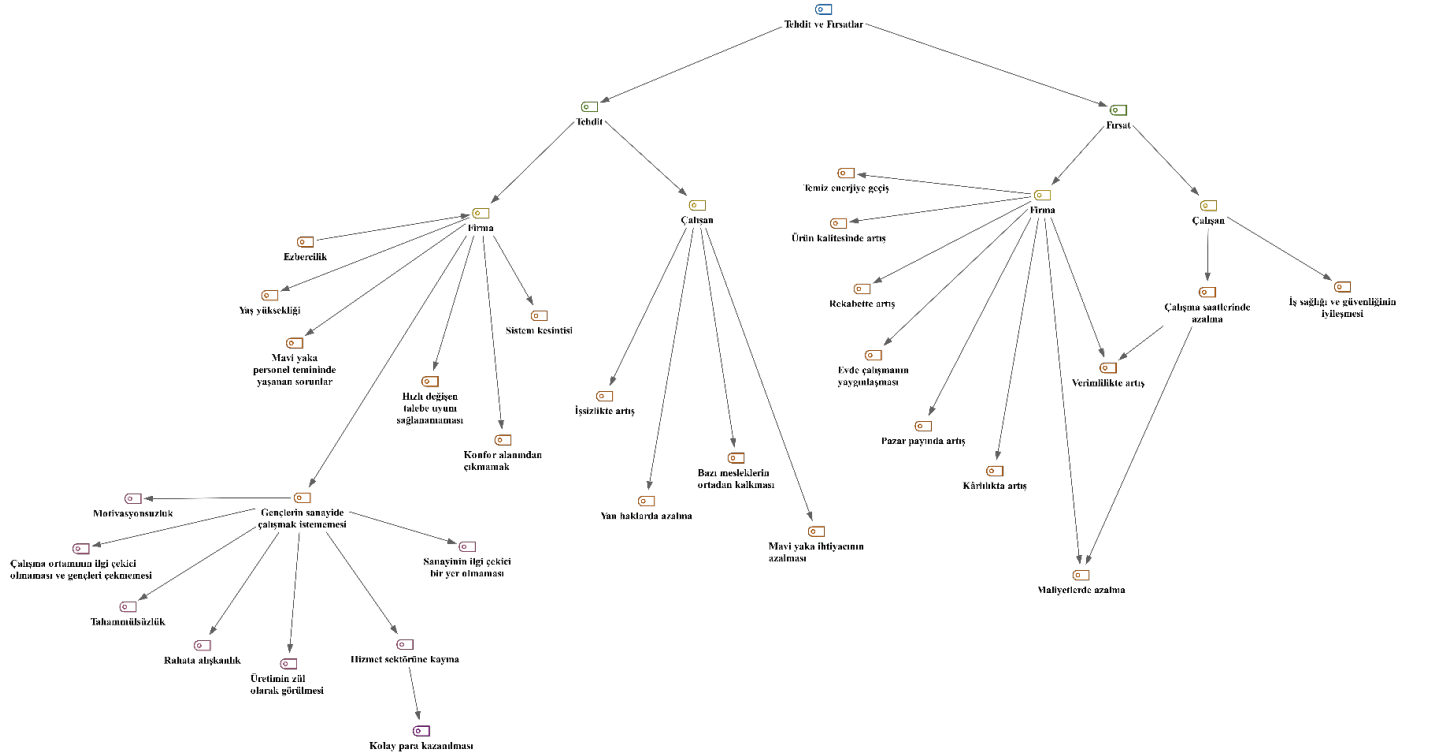 Tehdit ve Fırsatlar
Tehdit
Fırsat
Temiz enerjiye geçiş
Firma
Çalışan
Firma
Çalışan
Ürün kalitesinde artış
Ezbercilik
Yaş yüksekliği
Rekabette artış
Çalışma saatlerinde
azalma
İş sağlığı ve güvenliğinin
iyileşmesi
Sistem kesintisi
Mavi yaka
personel temininde
yaşanan sorunlar
Evde çalışmanın
yaygınlaşması
Verimlilikte artış
Hızlı değişen
talebe uyum
sağlanamaması
İşsizlikte artış
Pazar payında artış
Konfor alanından
çıkmamak
Bazı mesleklerin
ortadan kalkması
Kârlılıkta artış
Motivasyonsuzluk
Gençlerin sanayide
çalışmak istememesi
Yan haklarda azalma
Mavi yaka ihtiyacının
azalması
Çalışma ortamının ilgi çekici
olmaması ve gençleri çekmemesi
Sanayinin ilgi çekici
bir yer olmaması
Maliyetlerde azalma
Tahammülsüzlük
Rahata alışkanlık
Üretimin zül
olarak görülmesi
Hizmet sektörüne kayma
Kolay para kazanılması